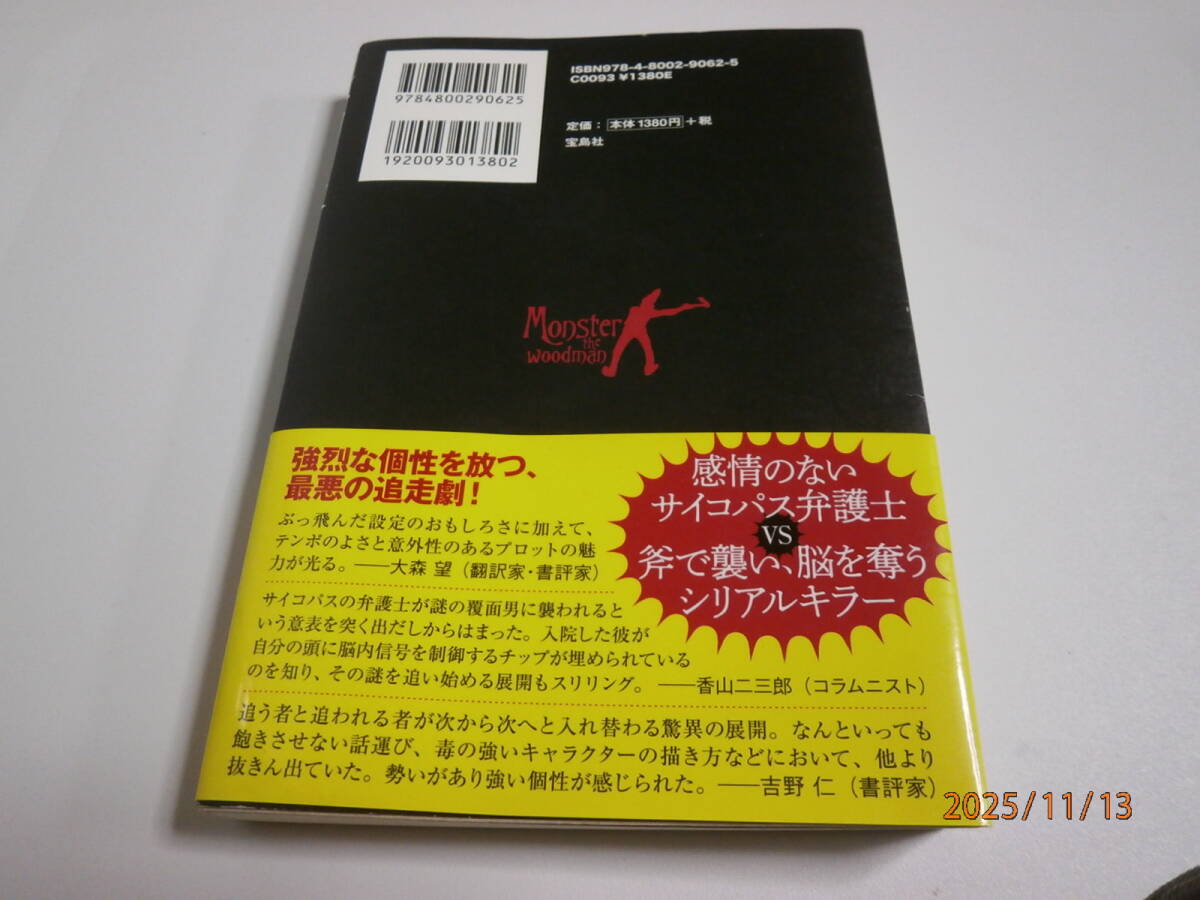 9784800290625
1920093013802
ISBN978-4-8002-9062-5
C0093 ¥1380E
定価：本体1380円＋税
宝島社
Monster
the
woodman
強烈な個性を放つ、
最悪の追走劇！
ぶっ飛んだ設定のおもしろさに加えて、
テンポのよさと意外性のあるプロットの魅
力が光る。――大森 望（翻訳家・書評家）
サイコパスの弁護士が謎の覆面男に襲われると
いう意表を突く出だしからはまった。入院した彼が
自分の頭に脳内信号を制御するチップが埋められている
のを知り、その謎を追い始める展開もスリリング。――香山二三郎（コラムニスト）
追う者と追われる者が次から次へと入れ替わる驚異の展開。なんといっても
飽きさせない話運び、毒の強いキャラクターの描き方などにおいて、他より
抜きん出ていた。勢いがあり強い個性が感じられた。――吉野 仁（書評家）
感情のない
サイコパス弁護士
VS
斧で襲い、脳を奪う
シリアルキラー
2025/11/13